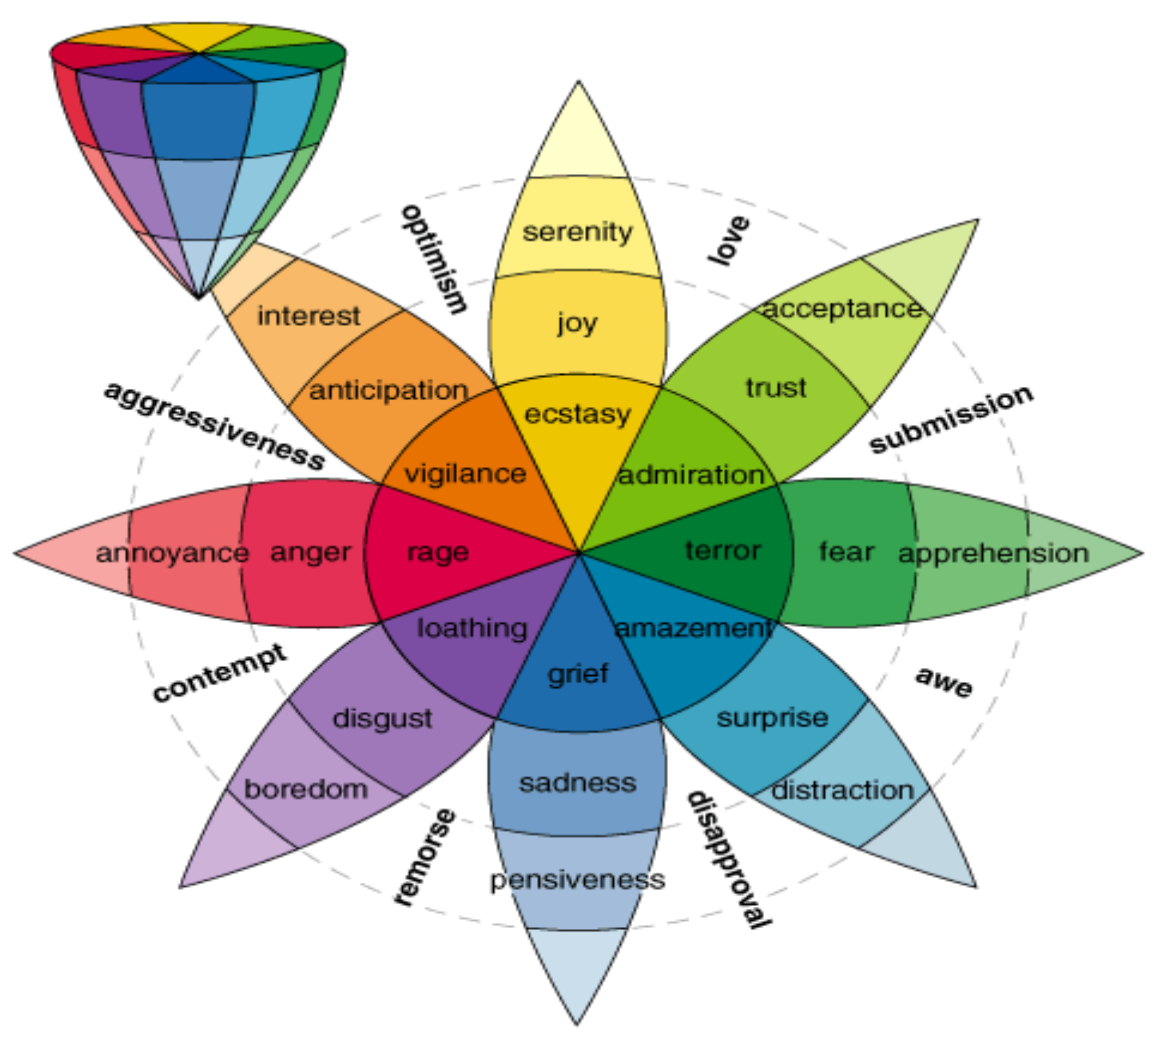 optimism
love
serenity
interest
acceptance
joy
anticipation
trust
aggressiveness
submission
ecstasy
vigilance
admiration
annoyance
anger
rage
terror
fear
apprehension
loathing
amazement
contempt
grief
awe
disgust
surprise
boredom
sadness
distraction
remorse
disapproval
pensiveness